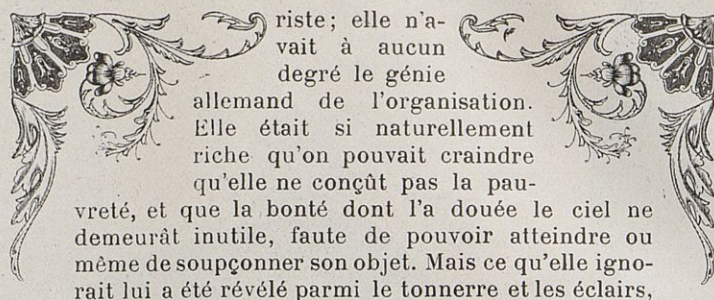 riste; elle n'a-
vait à aucun
degré le génie
allemand de l'organisation.
Elle était si naturellement
riche qu'on pouvait craindre
qu'elle ne conçût pas la pau-
vreté, et que la bonté dont l'a douée le ciel ne
demeurât inutile, faute de pouvoir atteindre ou
même de soupçonner son objet. Mais ce qu'elle igno-
rait lui a été révélé parmi le tonnerre et les éclairs,